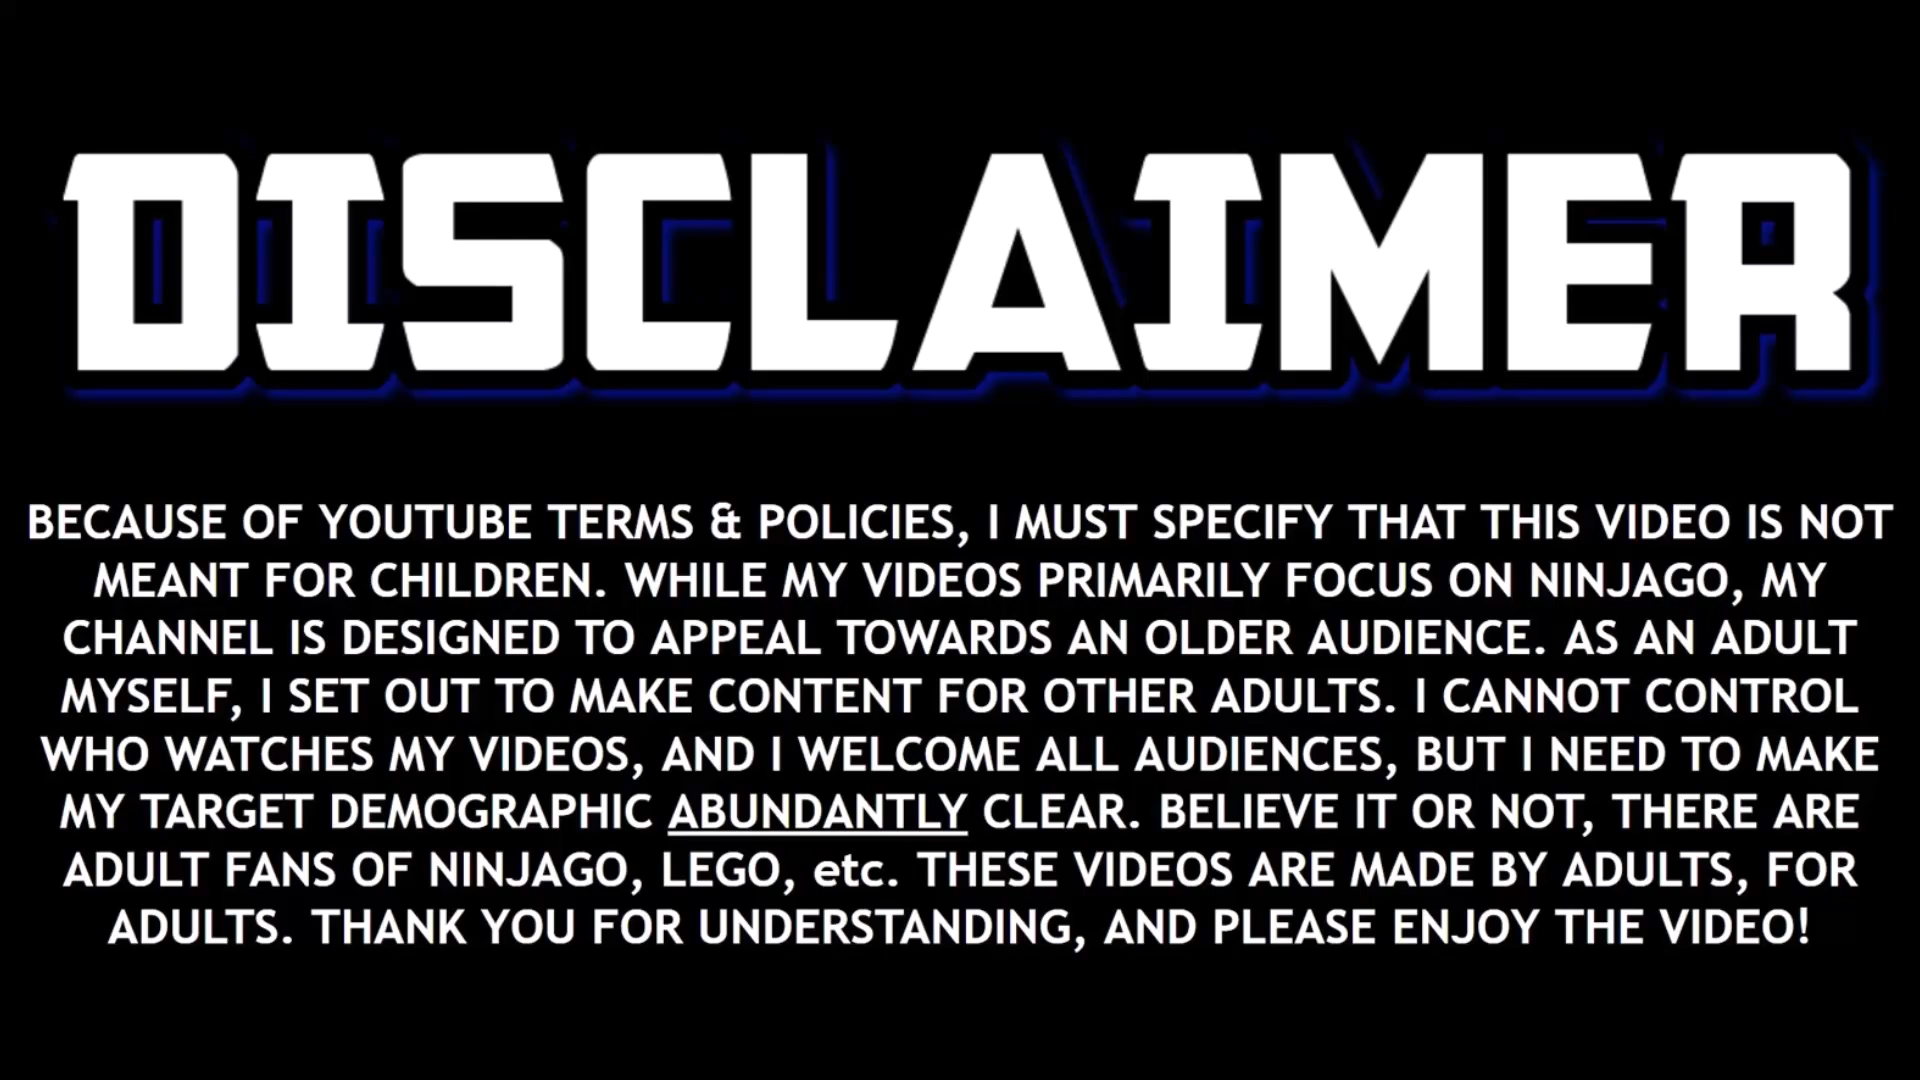 DISCLAIMER
BECAUSE OF YOUTUBE TERMS & POLICIES, I MUST SPECIFY THAT THIS VIDEO IS NOT
MEANT FOR CHILDREN. WHILE MY VIDEOS PRIMARILY FOCUS ON NINJAGO, MY
CHANNEL IS DESIGNED TO APPEAL TOWARDS AN OLDER AUDIENCE. AS AN ADULT
MYSELF, I SET OUT TO MAKE CONTENT FOR OTHER ADULTS. I CANNOT CONTROL
WHO WATCHES MY VIDEOS, AND I WELCOME ALL AUDIENCES, BUT I NEED TO MAKE
MY TARGET DEMOGRAPHIC ABUNDANTLY CLEAR. BELIEVE IT OR NOT, THERE ARE
ADULT FANS OF NINJAGO, LEGO, etc. THESE VIDEOS ARE MADE BY ADULTS, FOR
ADULTS. THANK YOU FOR UNDERSTANDING, AND PLEASE ENJOY THE VIDEO!